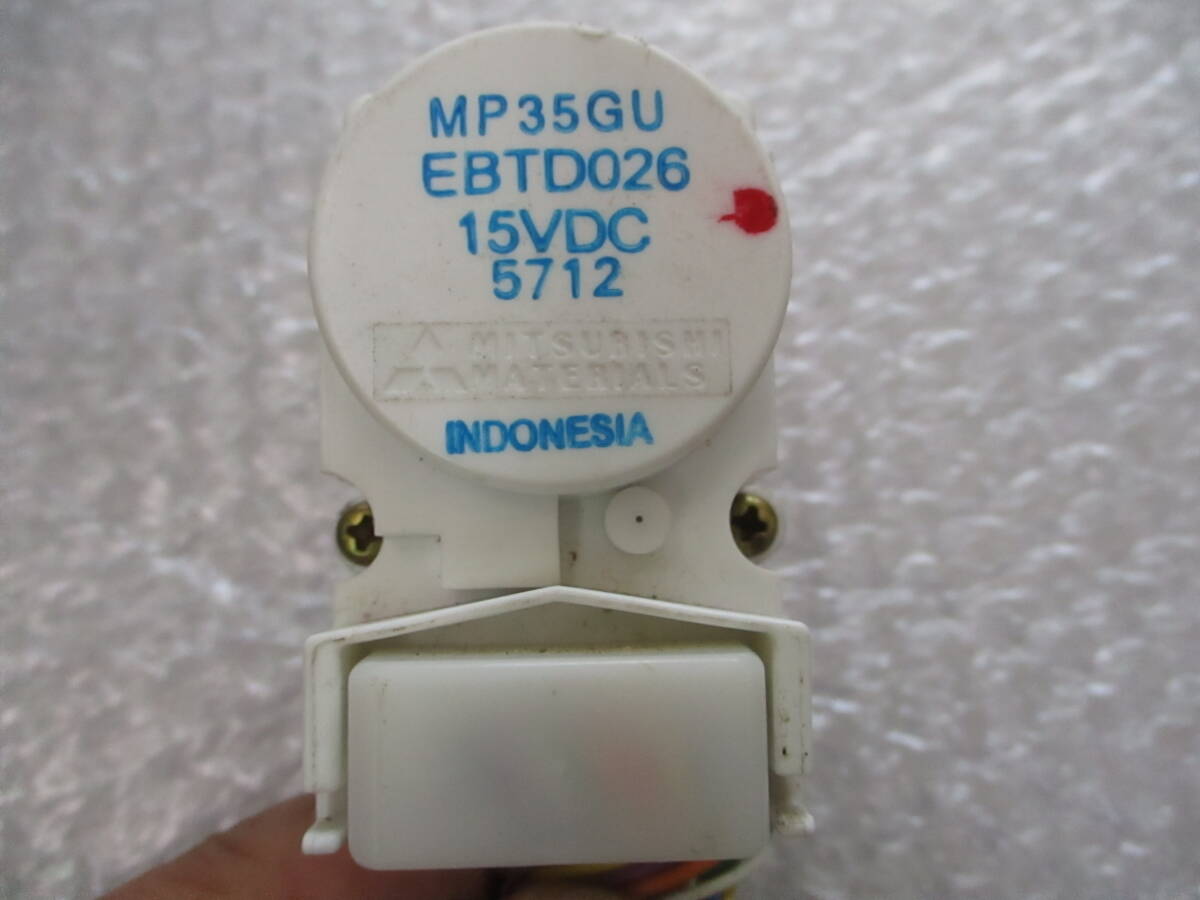 MP35GU
EBTD026
15VDC
5712
MITSUBISHI
MATERIALS
INDONESIA